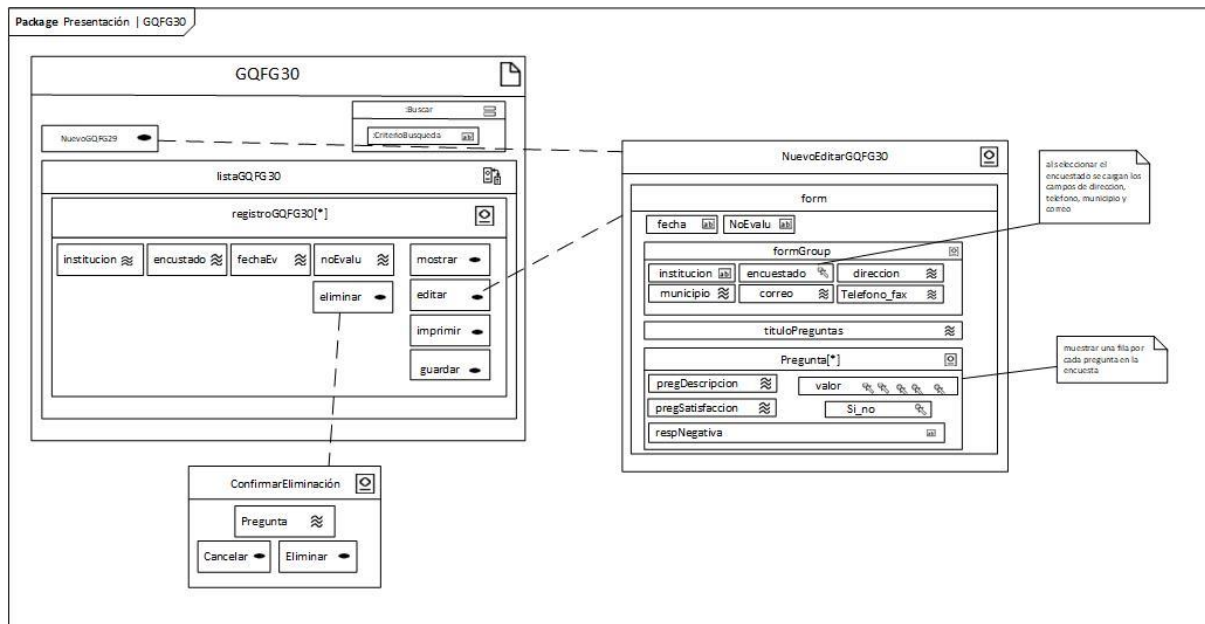 Package Presentación | GQFG30
GQFG30
:Buscar
:CriterioBusqueda
NuevoGQFG29
listaGQFG30
registroGQFG30[*]
institucion
encustado
fechaEv
noEvalu
mostrar
eliminar
editar
imprimir
guardar
ConfirmarEliminación
Pregunta
Cancelar
Eliminar
NuevoEditarGQFG30
form
fecha
NoEvalu
formGroup
institucion
encuestado
direccion
municipio
correo
Telefono_fax
tituloPreguntas
Pregunta[*]
pregDescripcion
valor
pregSatisfaccion
Si_no
respNegativa
al seleccionar el
encuestado se cargan los
campos de direccion,
telefono, municipio y
correo
muestrar una fila por
cada pregunta en la
encuesta